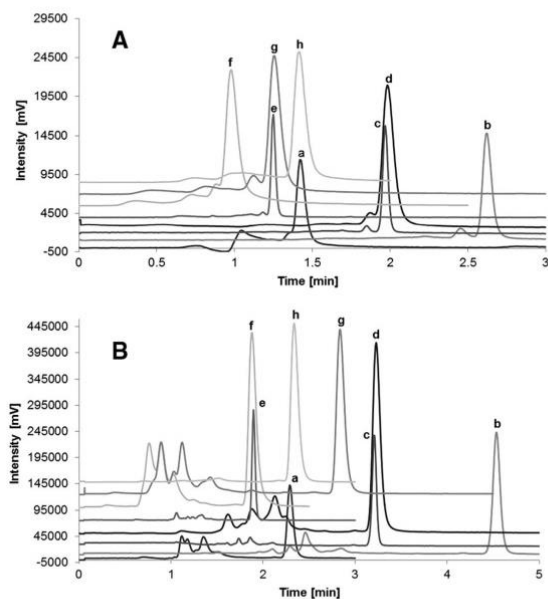 29500
A
24500
19500
14500
9500
4500
-500
Intensity [mV]
f
g
h
e
a
c
d
b
0
0.5
1
1.5
2
2.5
3
Time [min]
445000
B
395000
345000
295000
245000
195000
145000
95000
45000
-5000
Intensity [mV]
f
h
g
d
e
c
b
a
0
1
2
3
4
5
Time [min]